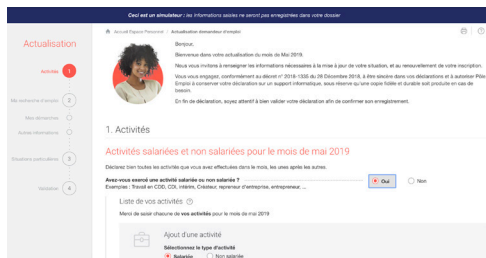 Ceci est un simulateur : les informations saisies ne seront pas enregistrées dans votre dossier
Accueil Espace Personnel / Actualisation demandeur d'emploi
Actualisation
Activités 1
Ma recherche d'emploi 2
Mes démarches
Autres informations
Situations particulières 3
Validation 4
Bonjour,
Bienvenue dans votre actualisation du mois de Mai 2019.
Nous vous invitons à renseigner les informations nécessaires à la mise à jour de votre situation, et au renouvellement de votre inscription.
Vous vous engagez, conformément au décret n° 2018-1335 du 28 Décembre 2018, à être sincère dans vos déclarations et à autoriser Pôle
Emploi à conserver votre déclaration sur un support informatique, sous réserve qu'une copie fidèle et durable soit produite en cas de
besoin.
En fin de déclaration, soyez attentif à bien valider votre déclaration afin de confirmer son enregistrement.
1. Activités
Activités salariées et non salariées pour le mois de mai 2019
Déclarez bien toutes les activités que vous avez effectuées dans le mois, les unes après les autres.
Avez-vous exercé une activité salariée ou non salariée ?
Oui
Non
Exemples : Travail en CDD, CDI, intérim, Créateur, repreneur d'entreprise, entrepreneur, ...
Liste de vos activités
Merci de saisir chacune de vos activités pour le mois de mai 2019
Ajout d'une activité
Sélectionnez le type d'activité
Salariée
Non salariée